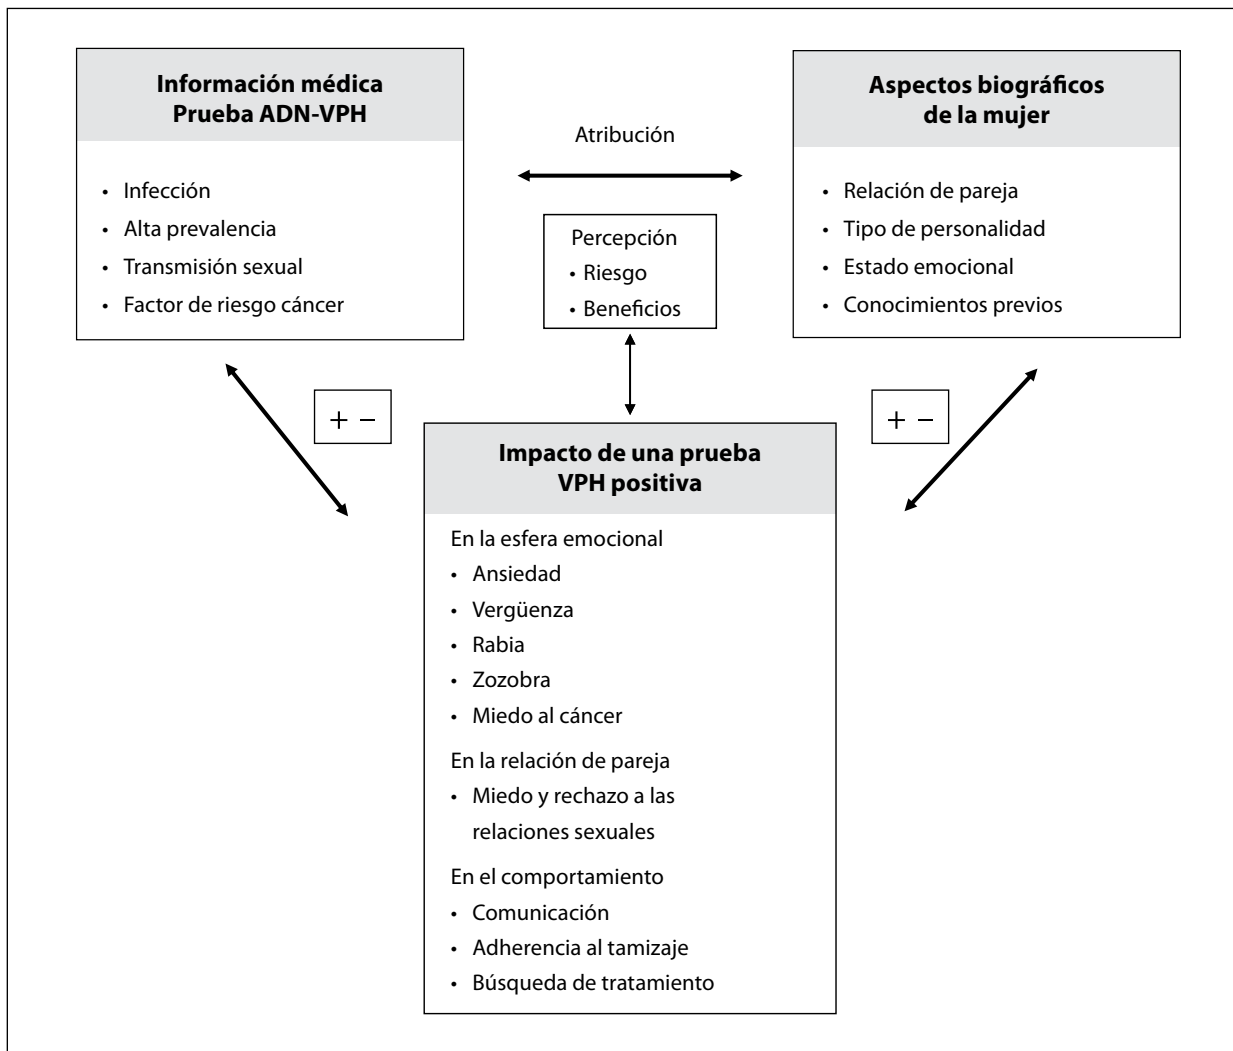 Información médica
Prueba ADN-VPH
• Infección
• Alta prevalencia
• Transmisión sexual
• Factor de riesgo cáncer
Atribución
Percepción
• Riesgo
• Beneficios
Aspectos biográficos
de la mujer
• Relación de pareja
• Tipo de personalidad
• Estado emocional
• Conocimientos previos
+ −
+ −
Impacto de una prueba
VPH positiva
En la esfera emocional
• Ansiedad
• Vergüenza
• Rabia
• Zozobra
• Miedo al cáncer
En la relación de pareja
• Miedo y rechazo a las
relaciones sexuales
En el comportamiento
• Comunicación
• Adherencia al tamizaje
• Búsqueda de tratamiento